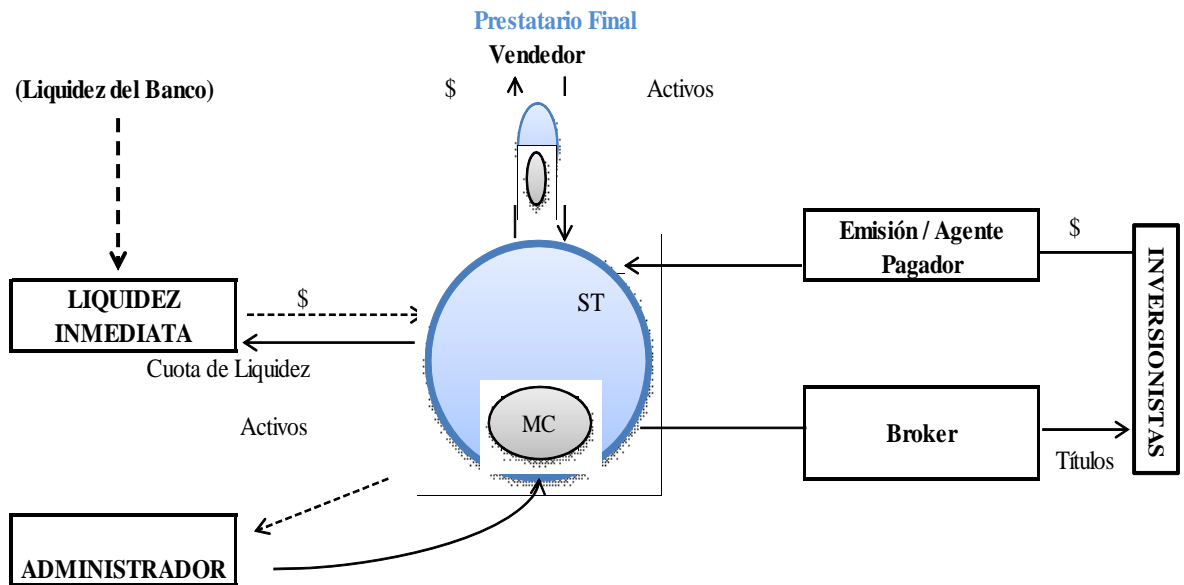 Prestatario Final
Vendedor
(Liquidez del Banco)
$
Activos
Emisión / Agente
Pagador
$
INVERSIONISTAS
LIQUIDEZ
INMEDIATA
$
ST
Cuota de Liquidez
Activos
MC
Broker
Títulos
ADMINISTRADOR